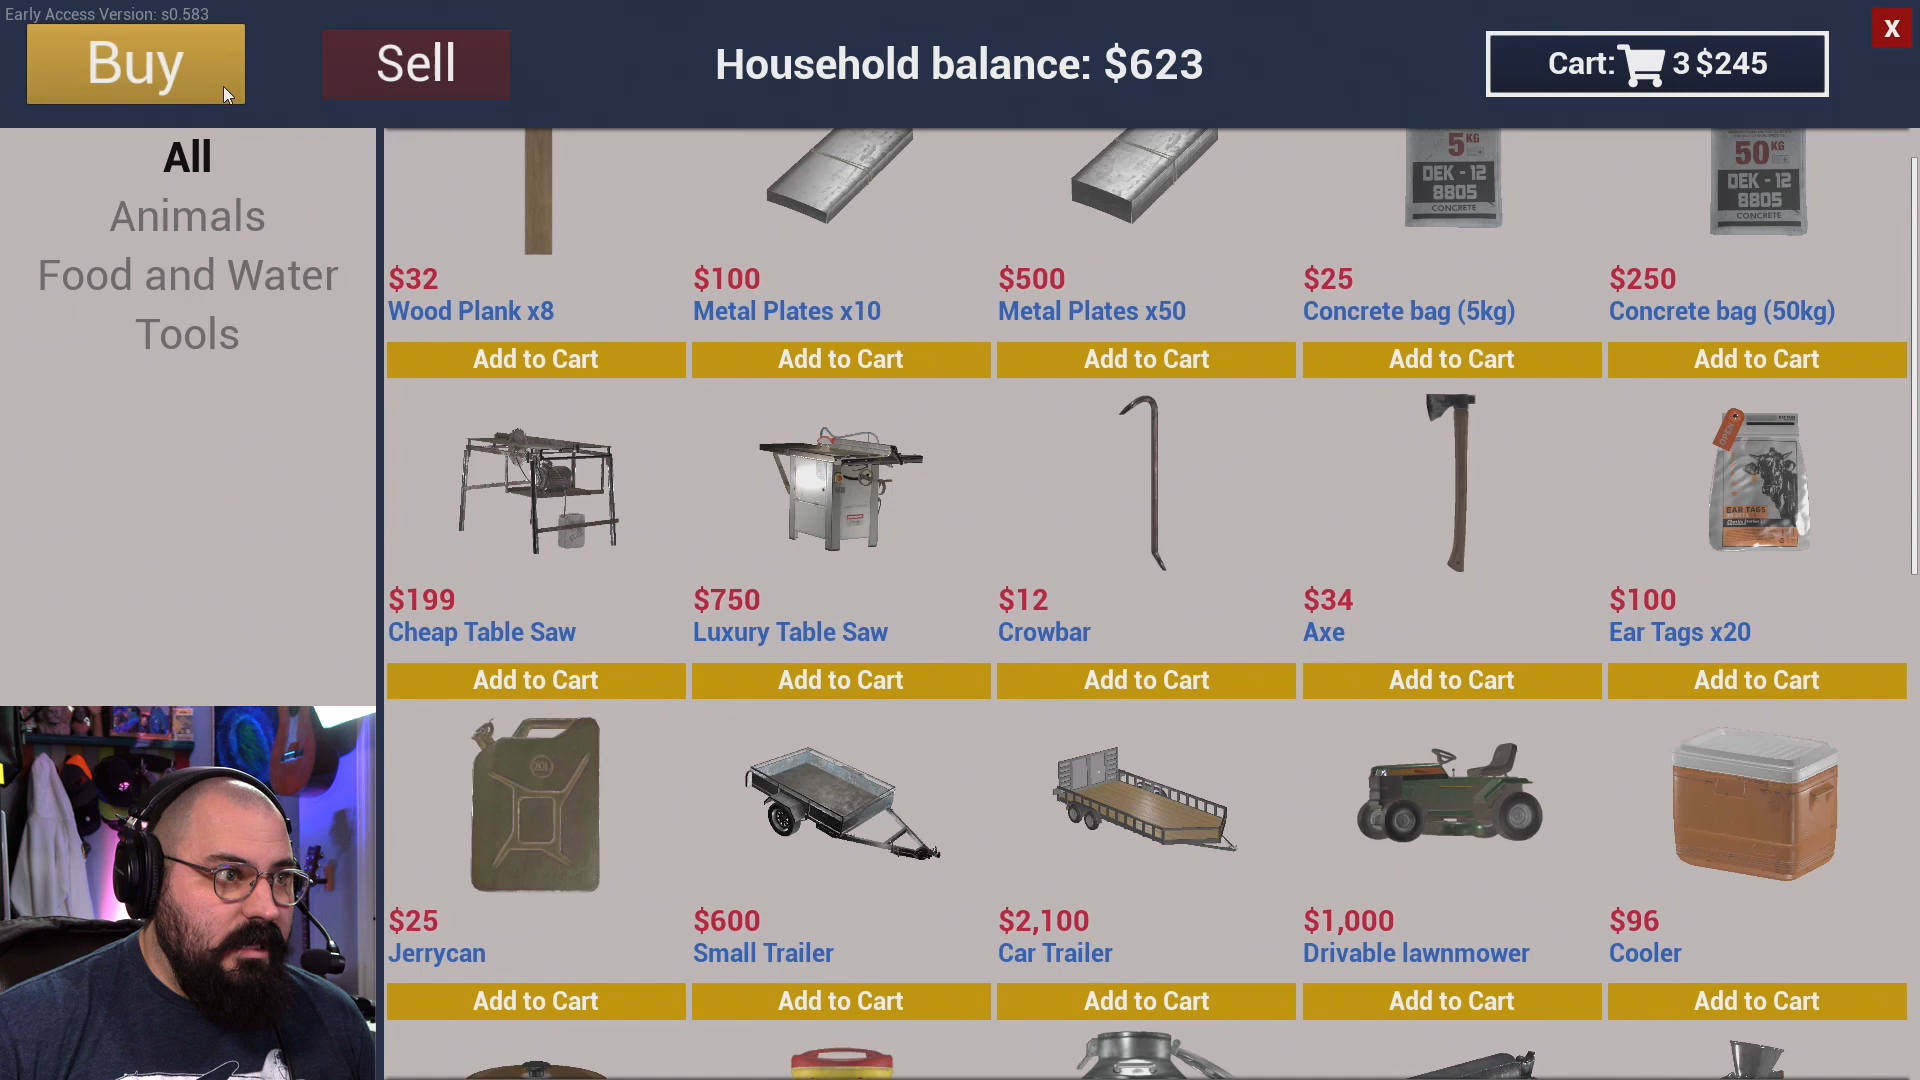 Early Access Version: s0.583
Buy
Sell
Household balance: $623
Cart: 3 $245
X
All
Animals
Food and Water
Tools
5 KG
DEK - 12
8805
CONCRETE
50 KG
DEK - 12
8805
CONCRETE
$32
Wood Plank x8
Add to Cart
$100
Metal Plates x10
Add to Cart
$500
Metal Plates x50
Add to Cart
$25
Concrete bag (5kg)
Add to Cart
$250
Concrete bag (50kg)
Add to Cart
OPEN
EAR TAGS
$199
Cheap Table Saw
Add to Cart
$750
Luxury Table Saw
Add to Cart
$12
Crowbar
Add to Cart
$34
Axe
Add to Cart
$100
Ear Tags x20
Add to Cart
$25
Jerrycan
Add to Cart
$600
Small Trailer
Add to Cart
$2,100
Car Trailer
Add to Cart
$1,000
Drivable lawnmower
Add to Cart
$96
Cooler
Add to Cart